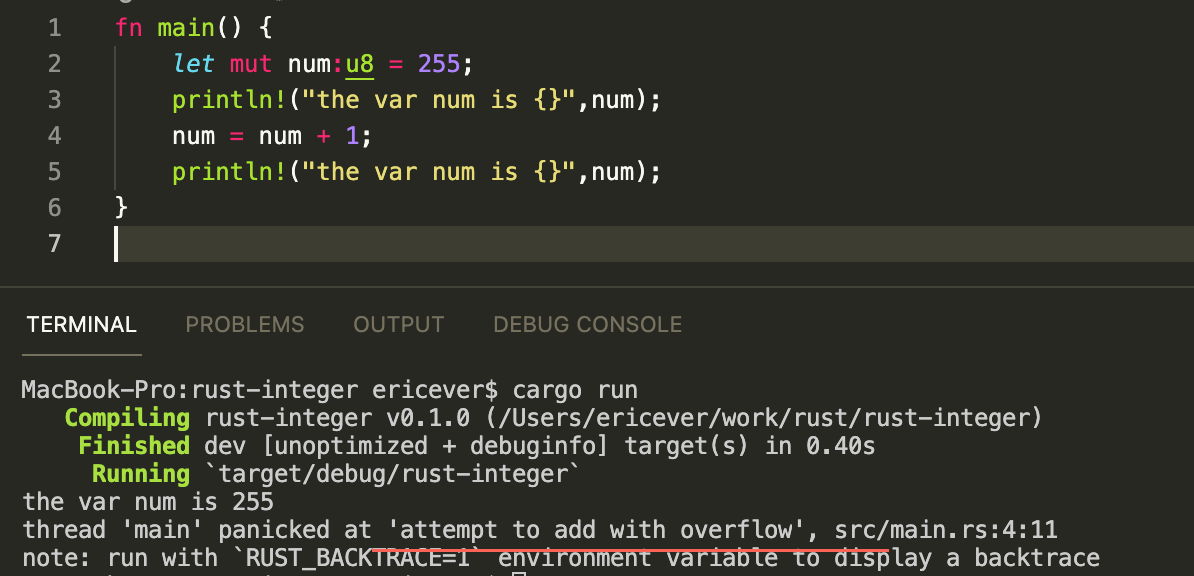 1 fn main() {
2 let mut num:u8 = 255;
3 println!("the var num is {}",num);
4 num = num + 1;
5 println!("the var num is {}",num);
6 }
7
TERMINAL PROBLEMS OUTPUT DEBUG CONSOLE
MacBook-Pro:rust-integer ericever$ cargo run
Compiling rust-integer v0.1.0 (/Users/ericever/work/rust/rust-integer)
Finished dev [unoptimized + debuginfo] target(s) in 0.40s
Running `target/debug/rust-integer`
the var num is 255
thread 'main' panicked at 'attempt to add with overflow', src/main.rs:4:11
note: run with `RUST_BACKTRACE=1` environment variable to display a backtrace